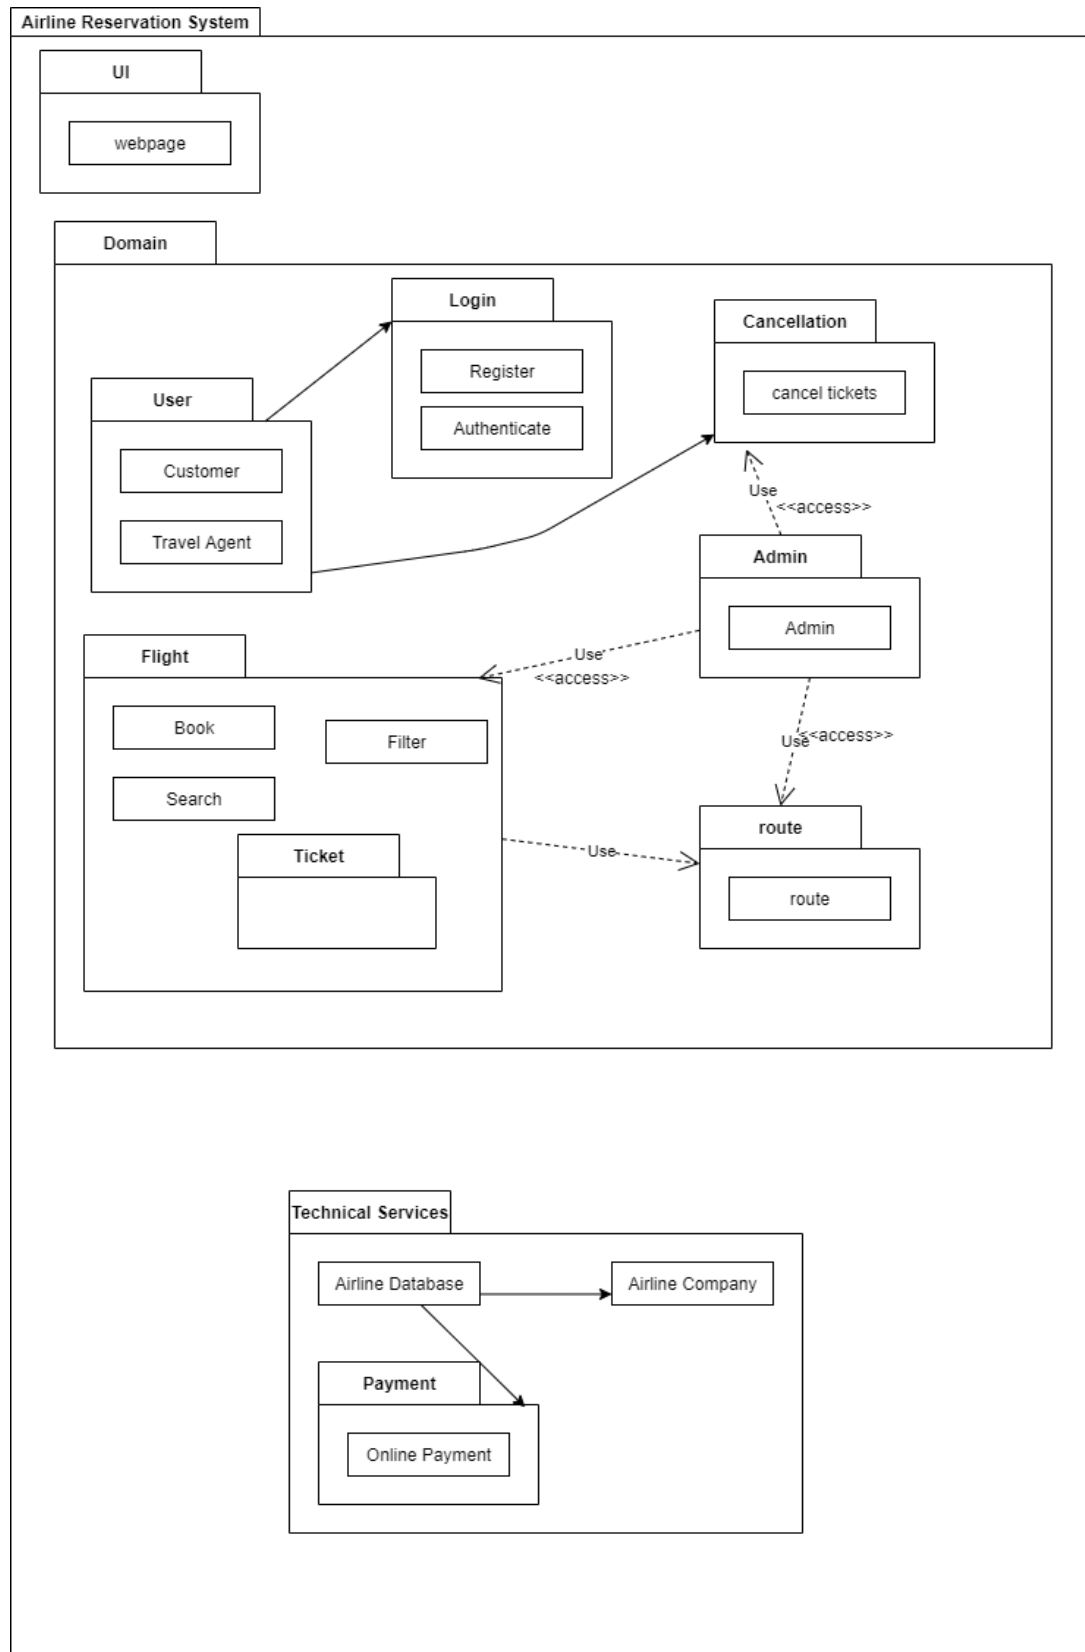 Airline Reservation System
UI
webpage
Domain
Login
Register
Authenticate
Cancellation
cancel tickets
User
Customer
Travel Agent
Use
<<access>>
Admin
Admin
Use
<<access>>
Flight
Book
Filter
Search
Ticket
Use
<<access>>
Use
route
route
Technical Services
Airline Database
Airline Company
Payment
Online Payment